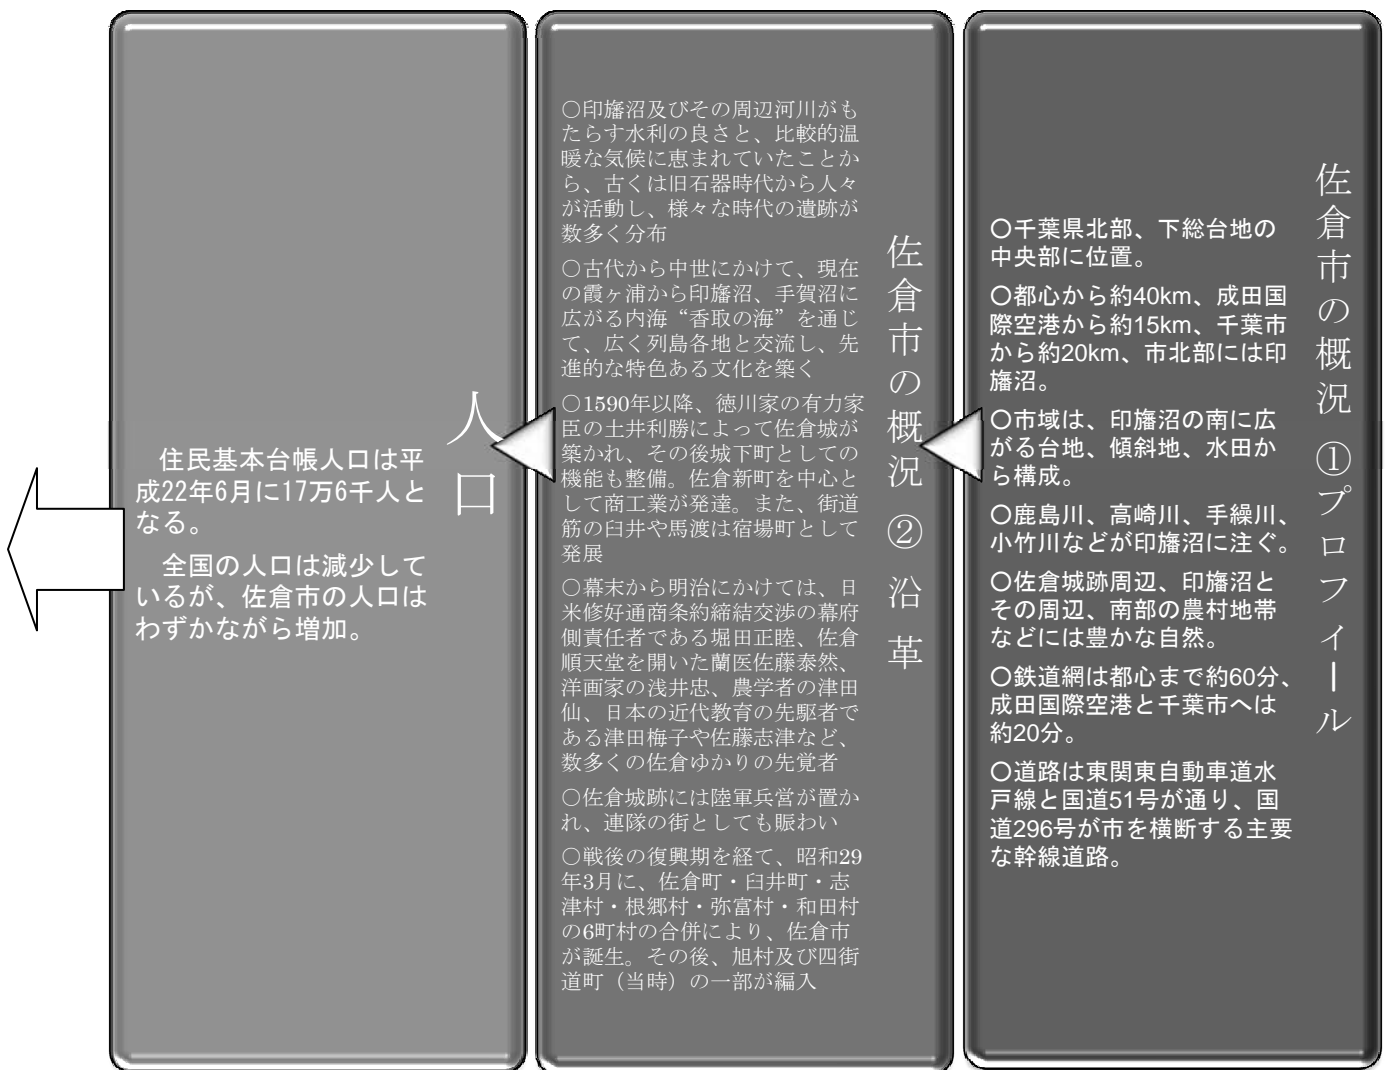 佐倉市の概況 ①プロフィール
〇千葉県北部、下総台地の
中央部に位置。
〇都心から約40km、成田国
際空港から約15km、千葉市
から約20km、市北部には印
旛沼。
〇市域は、印旛沼の南に広
がる台地、傾斜地、水田か
ら構成。
〇鹿島川、高崎川、手繰川、
小竹川などが印旛沼に注ぐ。
〇佐倉城跡周辺、印旛沼と
その周辺、南部の農村地帯
などには豊かな自然。
〇鉄道網は都心まで約60分、
成田国際空港と千葉市へは
約20分。
〇道路は東関東自動車道水
戸線と国道51号が通り、国
道296号が市を横断する主要
な幹線道路。
佐倉市の概況 ② 沿革
〇印旛沼及びその周辺河川がも
たらす水利の良さと、比較的温
暖な気候に恵まれていたことか
ら、古くは旧石器時代から人々
が活動し、様々な時代の遺跡が
数多く分布
〇古代から中世にかけて、現在
の霞ヶ浦から印旛沼、手賀沼に
広がる内海“香取の海”を通じ
て、広く列島各地と交流し、先
進的な特色ある文化を築く
〇1590年以降、徳川家の有力家
臣の土井利勝によって佐倉城が
築かれ、その後城下町としての
機能も整備。佐倉新町を中心と
して商工業が発達。また、街道
筋の臼井や馬渡は宿場町として
発展
〇幕末から明治にかけては、日
米修好通商条約締結交渉の幕府
側責任者である堀田正睦、佐倉
順天堂を開いた蘭医佐藤泰然、
洋画家の浅井忠、農学者の津田
仙、日本の近代教育の先駆者で
ある津田梅子や佐藤志津など、
数多くの佐倉ゆかりの先覚者
〇佐倉城跡には陸軍兵営が置か
れ、連隊の街としても賑わい
〇戦後の復興期を経て、昭和29
年3月に、佐倉町・臼井町・志
津村・根郷村・弥富村・和田村
の6町村の合併により、佐倉市
が誕生。その後、旭村及び四街
道町（当時）の一部が編入
人口
住民基本台帳人口は平
成22年6月に17万6千人と
なる。
全国の人口は減少して
いるが、佐倉市の人口は
わずかながら増加。